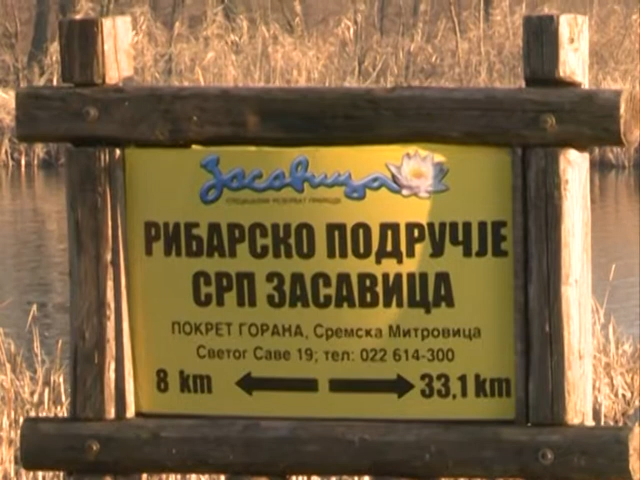 Засавица
СПЕЦИЈАЛНИ РЕЗЕРВАТ ПРИРОДЕ
РИБАРСКО ПОДРУЧЈЕ
СРП ЗАСАВИЦА
ПОКРЕТ ГОРАНА, Сремска Митровица
Светог Саве 19; тел: 022 614-300
8 km 33,1 km